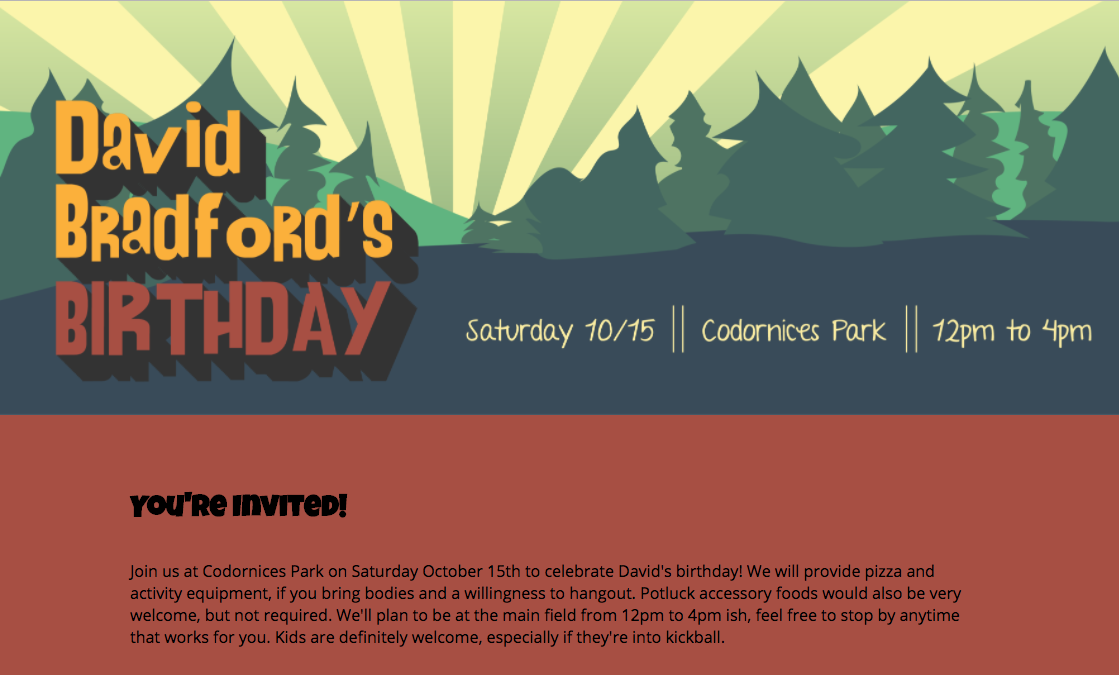 David
Bradford's
BIRTHDAY
Saturday 10/15 || Codornices Park || 12pm to 4pm
You're Invited!
Join us at Codornices Park on Saturday October 15th to celebrate David's birthday! We will provide pizza and
activity equipment, if you bring bodies and a willingness to hangout. Potluck accessory foods would also be very
welcome, but not required. We'll plan to be at the main field from 12pm to 4pm ish, feel free to stop by anytime
that works for you. Kids are definitely welcome, especially if they're into kickball.